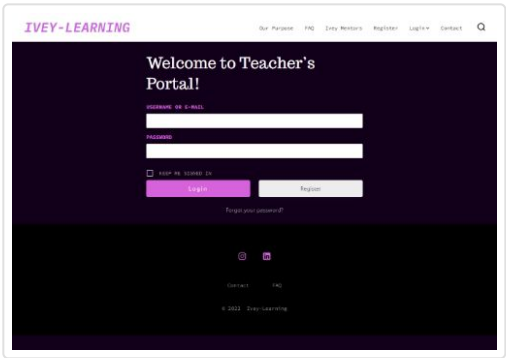 IVEY-LEARNING
Our Purpose FAQ Ivey Mentors Register Login Contact
Welcome to Teacher's
Portal!
USERNAME OR E-MAIL
PASSWORD
KEEP ME SIGNED IN
Login Register
Forgot your password?
Contact FAQ
© 2022 Ivey-Learning